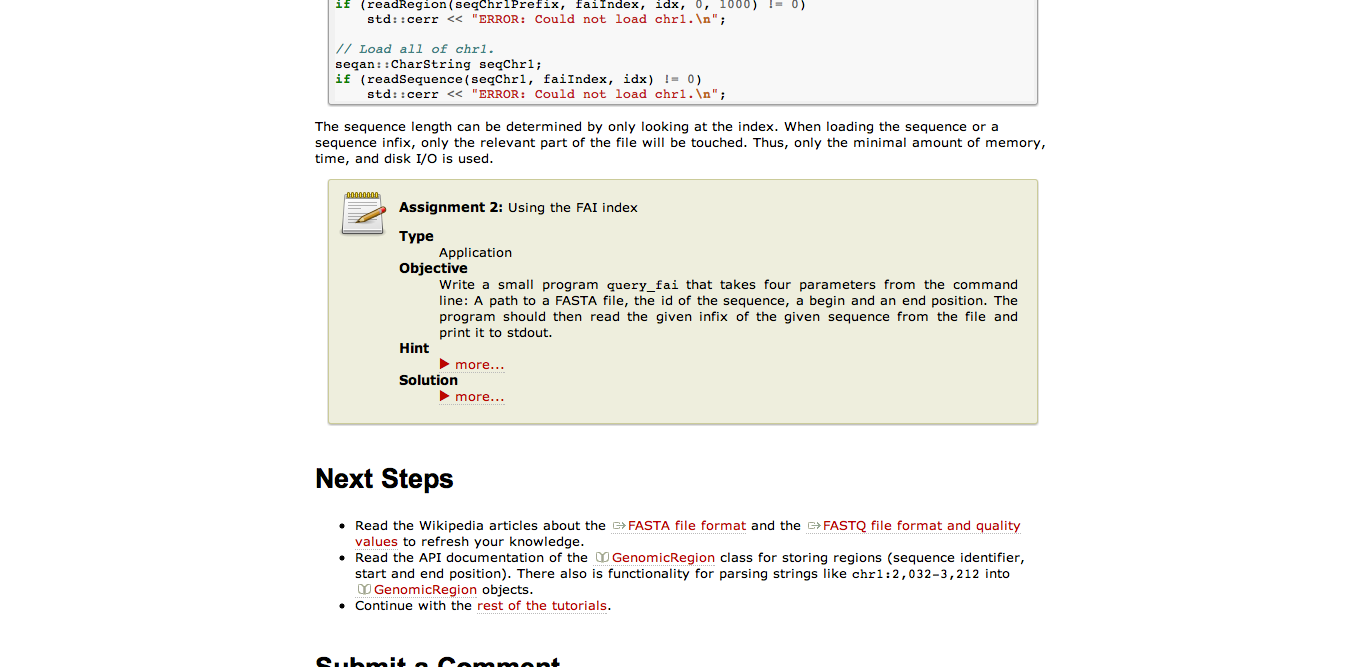 if (readRegion(seqChr1Prefix, faiIndex, idx, 0, 1000) != 0)
std::cerr << "ERROR: Could not load chr1.\n";
// Load all of chr1.
seqan::CharString seqChr1;
if (readSequence(seqChr1, faiIndex, idx) != 0)
std::cerr << "ERROR: Could not load chr1.\n";
The sequence length can be determined by only looking at the index. When loading the sequence or a
sequence infix, only the relevant part of the file will be touched. Thus, only the minimal amount of memory,
time, and disk I/O is used.
Assignment 2: Using the FAI index
Type
Application
Objective
Write a small program query_fai that takes four parameters from the command
line: A path to a FASTA file, the id of the sequence, a begin and an end position. The
program should then read the given infix of the given sequence from the file and
print it to stdout.
Hint
more...
Solution
more...
Next Steps
Read the Wikipedia articles about the FASTA file format and the FASTQ file format and quality
values to refresh your knowledge.
Read the API documentation of the GenomicRegion class for storing regions (sequence identifier,
start and end position). There also is functionality for parsing strings like chr1:2,032-3,212 into
GenomicRegion objects.
Continue with the rest of the tutorials.
Submit a Comment